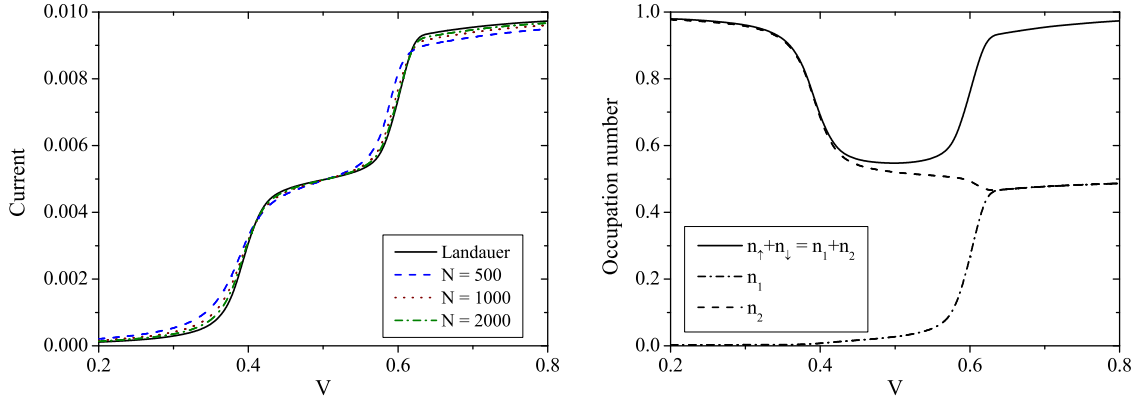 0.010
0.008
0.006
0.004
0.002
0.000
Current
0.2
0.4
0.6
0.8
V
Landauer
N = 500
N = 1000
N = 2000
1.0
0.8
0.6
0.4
0.2
0.0
Occupation number
0.2
0.4
0.6
0.8
V
n↑+n↓ = n₁+n₂
n₁
n₂